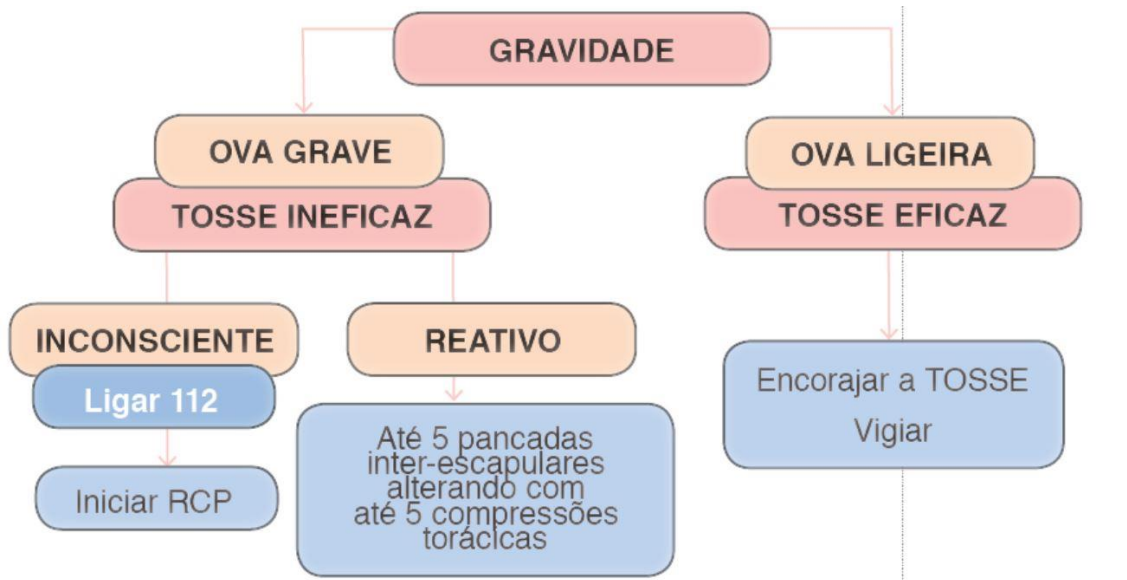 GRAVIDADE
OVA GRAVE
TOSSE INEFICAZ
INCONSCIENTE
Ligar 112
Iniciar RCP
REATIVO
Até 5 pancadas
inter-escapulares
alterando com
até 5 compressões
torácicas
OVA LIGEIRA
TOSSE EFICAZ
Encorajar a TOSSE
Vigiar